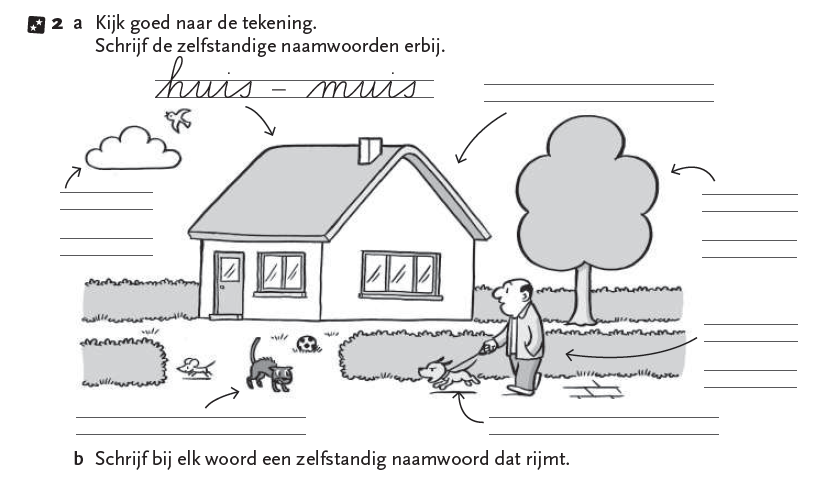 2 a Kijk goed naar de tekening.
Schrijf de zelfstandige naamwoorden erbij.
huis – muis
b Schrijf bij elk woord een zelfstandig naamwoord dat rijmt.